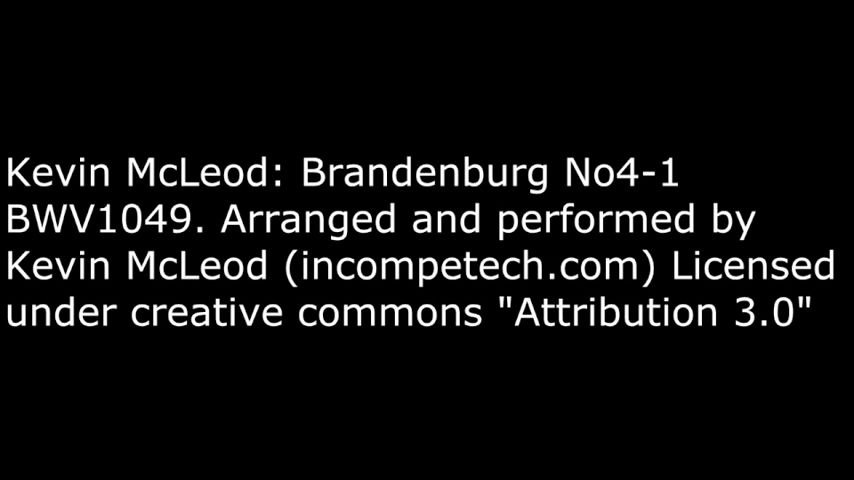 Kevin McLeod: Brandenburg No4-1
BWV1049. Arranged and performed by
Kevin McLeod (incompetech.com) Licensed
under creative commons "Attribution 3.0"